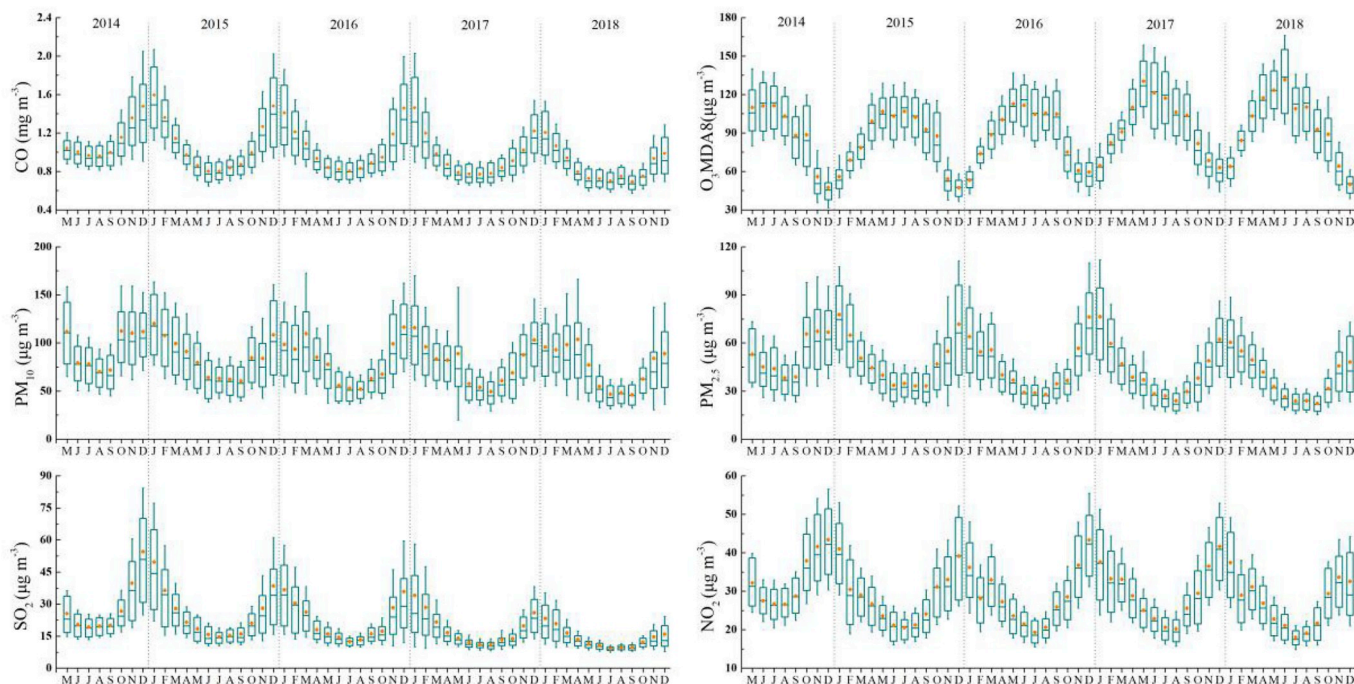 2014 2015 2016 2017 2018
CO (mg m⁻³)
2.4
2.0
1.6
1.2
0.8
0.4
M J J A S O N D J F M A M J J A S O N D J F M A M J J A S O N D J F M A M J J A S O N D J F M A M J J A S O N D
2014 2015 2016 2017 2018
O₃MDA8(μg m⁻³)
180
150
120
90
60
30
M J J A S O N D J F M A M J J A S O N D J F M A M J J A S O N D J F M A M J J A S O N D J F M A M J J A S O N D
PM₁₀ (μg m⁻³)
200
150
100
50
0
M J J A S O N D J F M A M J J A S O N D J F M A M J J A S O N D J F M A M J J A S O N D J F M A M J J A S O N D
PM₂.₅ (μg m⁻³)
120
90
60
30
0
M J J A S O N D J F M A M J J A S O N D J F M A M J J A S O N D J F M A M J J A S O N D J F M A M J J A S O N D
SO₂ (μg m⁻³)
90
75
60
45
30
15
0
M J J A S O N D J F M A M J J A S O N D J F M A M J J A S O N D J F M A M J J A S O N D J F M A M J J A S O N D
NO₂ (μg m⁻³)
60
50
40
30
20
10
M J J A S O N D J F M A M J J A S O N D J F M A M J J A S O N D J F M A M J J A S O N D J F M A M J J A S O N D